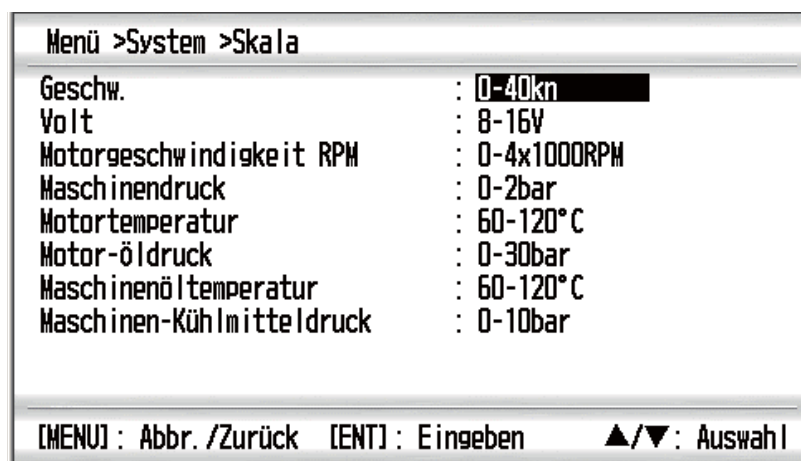 Menü >System >Skala
Geschw. : 0-40kn
Volt : 8-16V
Motorgeschwindigkeit RPM : 0-4x1000RPM
Maschinendruck : 0-2bar
Motortemperatur : 60-120°C
Motor-öldruck : 0-30bar
Maschinenöltemperatur : 60-120°C
Maschinen-Kühlmitteldruck : 0-10bar
[MENU] : Abbr./Zurück [ENT] : Eingeben ▲/▼ : Auswahl